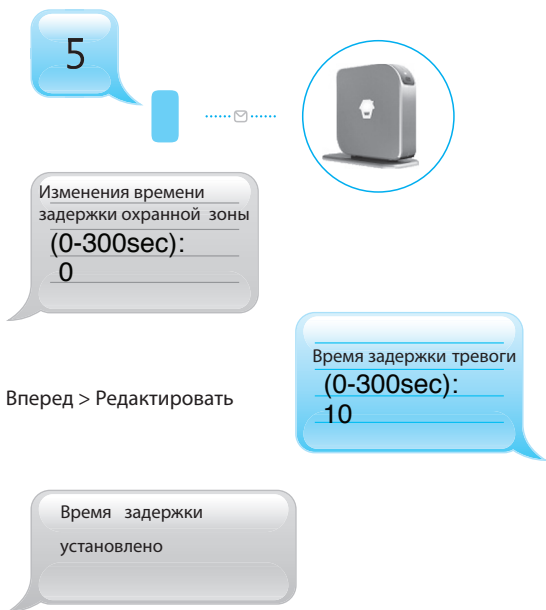 5
Изменения времени
задержки охранной зоны
(0-300sec):
0
Время задержки тревоги
(0-300sec):
10
Вперед > Редактировать
Время задержки
установлено